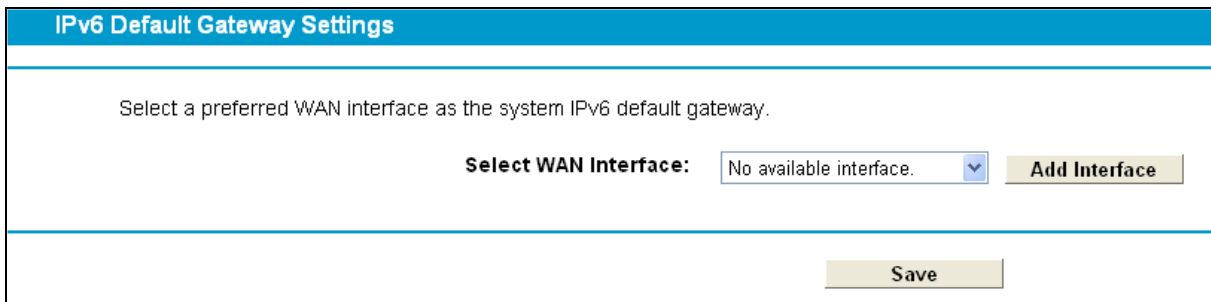 IPv6 Default Gateway Settings
Select a preferred WAN interface as the system IPv6 default gateway.
Select WAN Interface: No available interface. Add Interface
Save